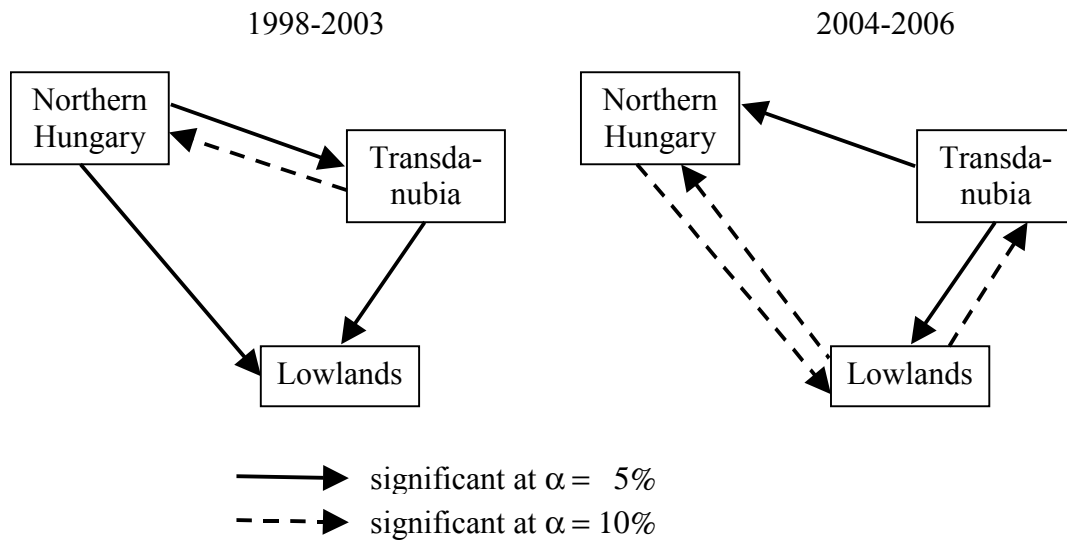 1998-2003
Northern
Hungary
Transda-
nubia
Lowlands
2004-2006
Northern
Hungary
Transda-
nubia
Lowlands
significant at α = 5%
significant at α = 10%